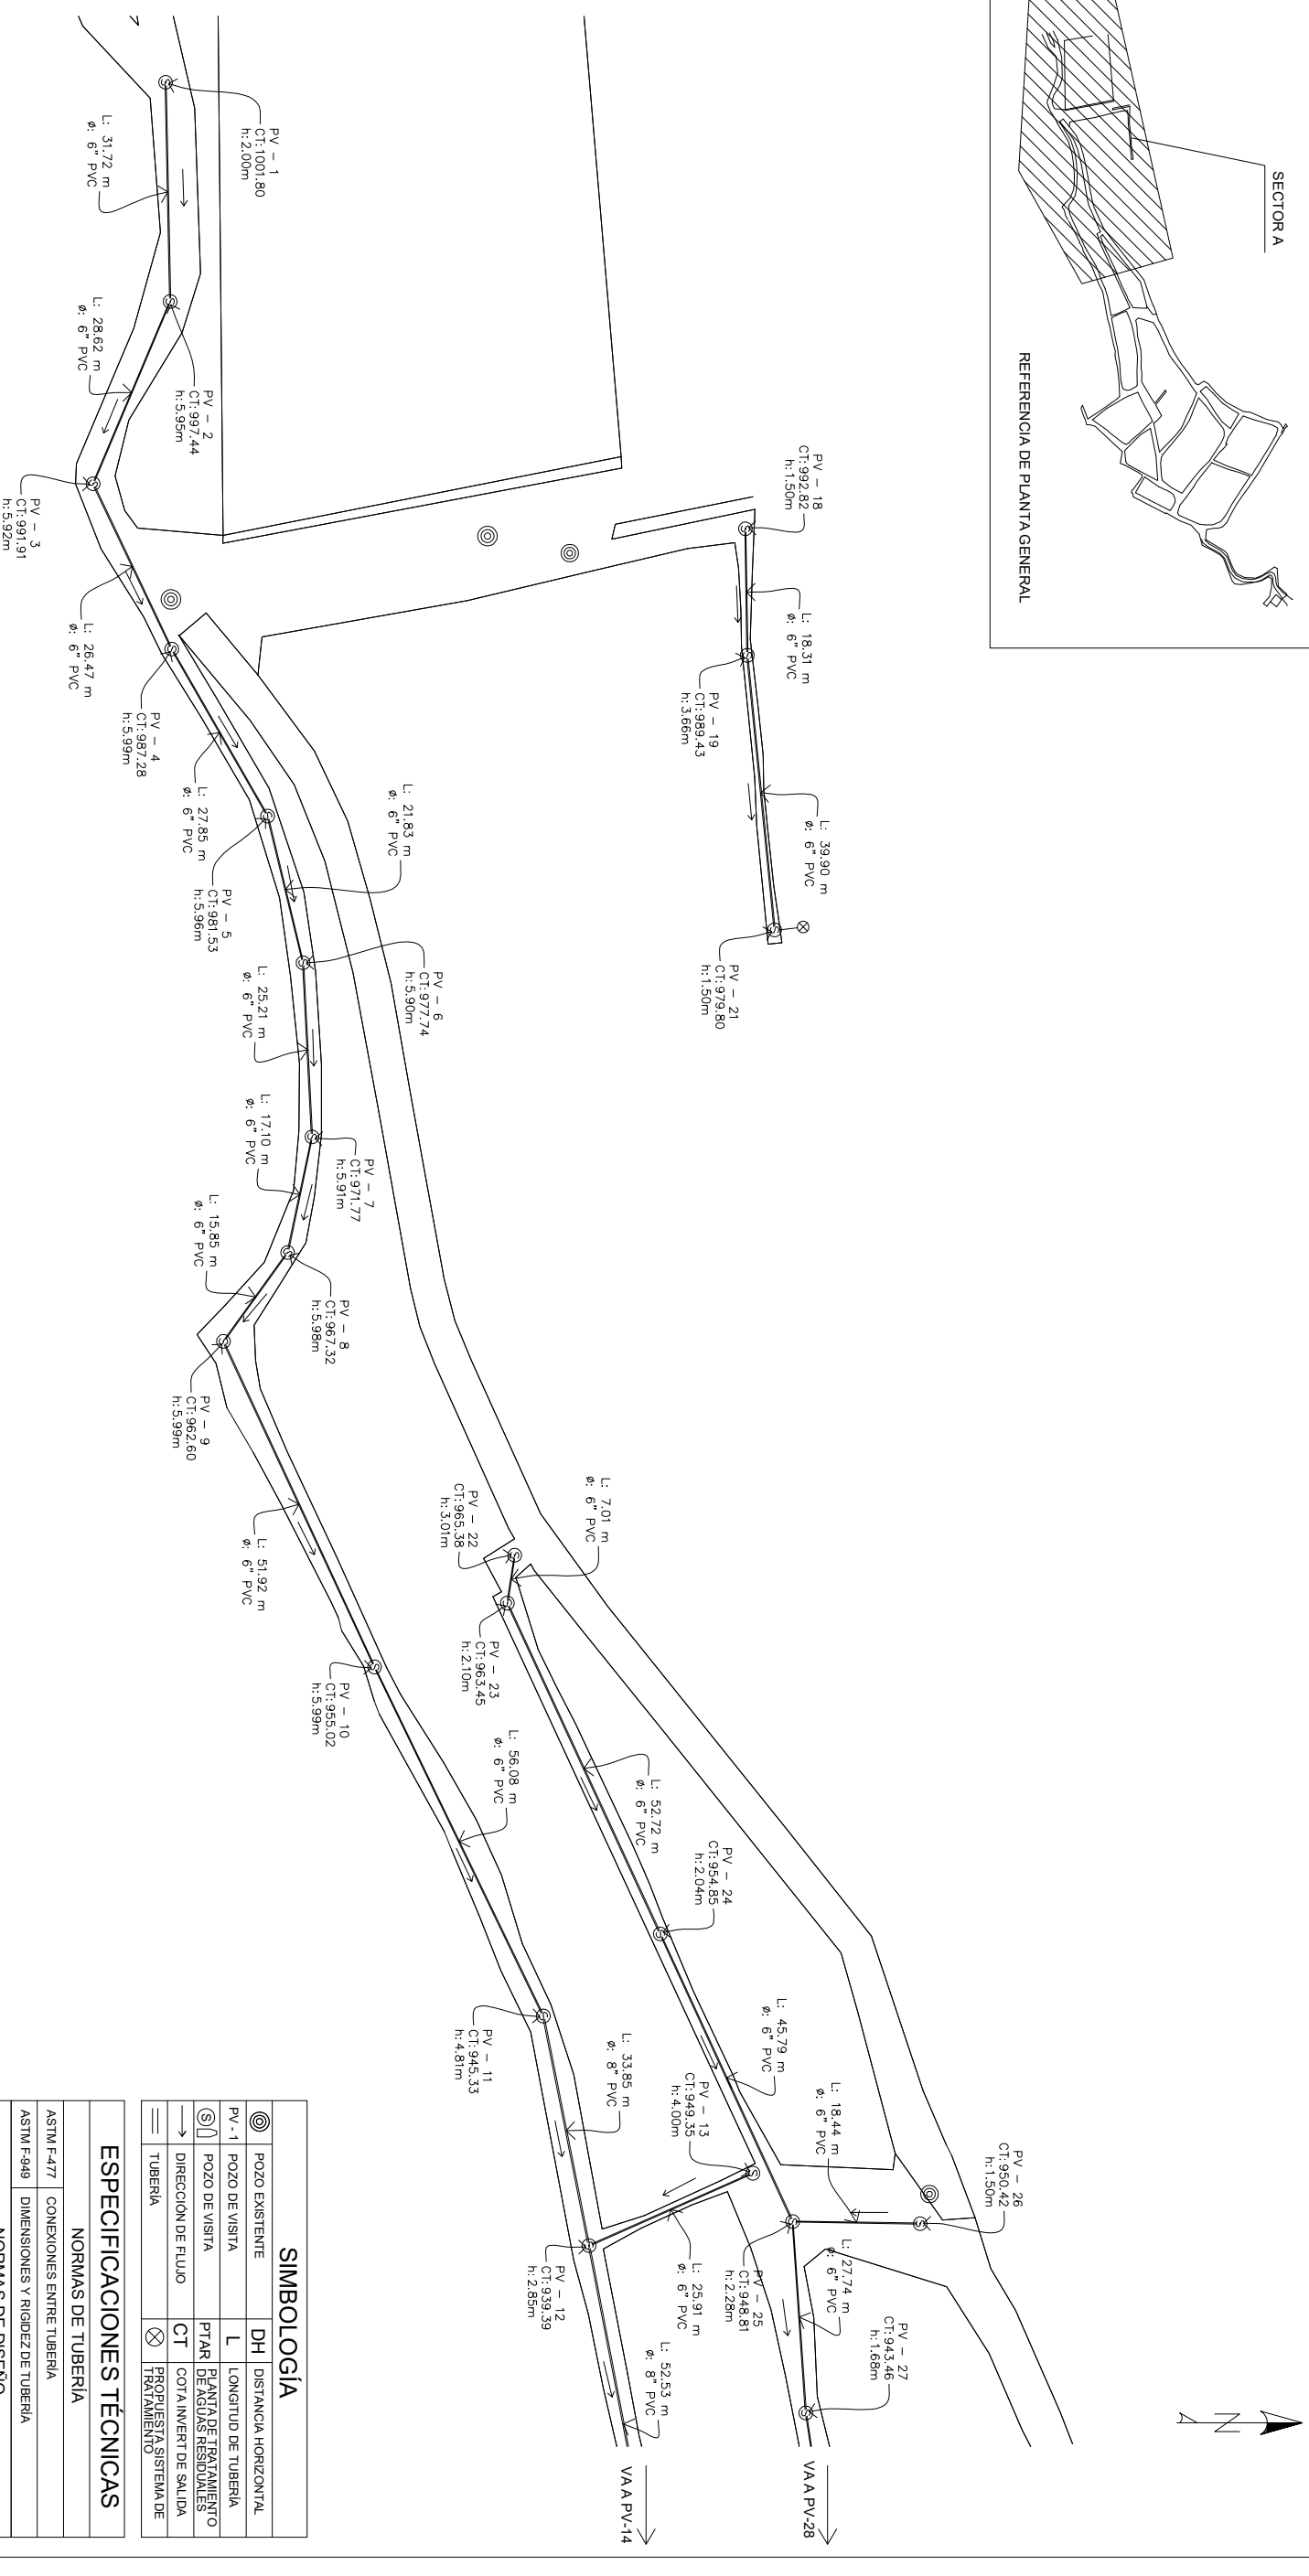 SECTOR A
REFERENCIA DE PLANTA GENERAL
PV - 1
CT:1001.80
h:2.00m
L: 31.72 m
ø: 6" PVC
PV - 2
CT:997.44
h:5.95m
L: 28.62 m
ø: 6" PVC
PV - 3
CT:991.91
h:5.92m
L: 26.47 m
ø: 6" PVC
PV - 4
CT:987.28
h:5.99m
L: 27.85 m
ø: 6" PVC
PV - 5
CT:981.53
h:5.96m
L: 21.83 m
ø: 6" PVC
PV - 6
CT:977.74
h:5.90m
L: 25.21 m
ø: 6" PVC
PV - 7
CT:971.77
h:5.91m
L: 17.10 m
ø: 6" PVC
PV - 8
CT:967.32
h:5.98m
L: 15.85 m
ø: 6" PVC
PV - 9
CT:962.60
h:5.99m
L: 51.92 m
ø: 6" PVC
PV - 10
CT:955.02
h:5.99m
L: 56.08 m
ø: 6" PVC
PV - 11
CT:945.33
h:4.81m
L: 33.85 m
ø: 8" PVC
PV - 12
CT:939.39
h:2.85m
L: 52.53 m
ø: 8" PVC
VA A PV-14
PV - 13
CT:949.35
h:4.00m
L: 25.91 m
ø: 6" PVC
PV - 18
CT:992.82
h:1.50m
L: 18.31 m
ø: 6" PVC
PV - 19
CT:989.43
h:3.66m
L: 39.90 m
ø: 6" PVC
PV - 21
CT:979.80
h:1.50m
PV - 22
CT:965.38
h:3.01m
L: 7.01 m
ø: 6" PVC
PV - 23
CT:963.45
h:2.10m
L: 52.72 m
ø: 6" PVC
PV - 24
CT:954.85
h:2.04m
L: 45.79 m
ø: 6" PVC
PV - 25
CT:948.81
h:2.28m
PV - 26
CT:950.42
h:1.50m
L: 18.44 m
ø: 6" PVC
L: 27.74 m
ø: 6" PVC
PV - 27
CT:943.46
h:1.68m
VA A PV-28
N
SIMBOLOGÍA
POZO EXISTENTE
DH DISTANCIA HORIZONTAL
PV-1 POZO DE VISITA
L LONGITUD DE TUBERÍA
S POZO DE VISITA
PTAR PLANTA DE TRATAMIENTO
DE AGUAS RESIDUALES
DIRECCIÓN DE FLUJO
CT COTA INVERT DE SALIDA
TUBERÍA
PROPUESTA SISTEMA DE
TRATAMIENTO
ESPECIFICACIONES TÉCNICAS
NORMAS DE TUBERÍA
ASTM F-477 CONEXIONES ENTRE TUBERÍA
ASTM F-949 DIMENSIONES Y RIGIDEZ DE TUBERÍA
NORMAS DE DISEÑO